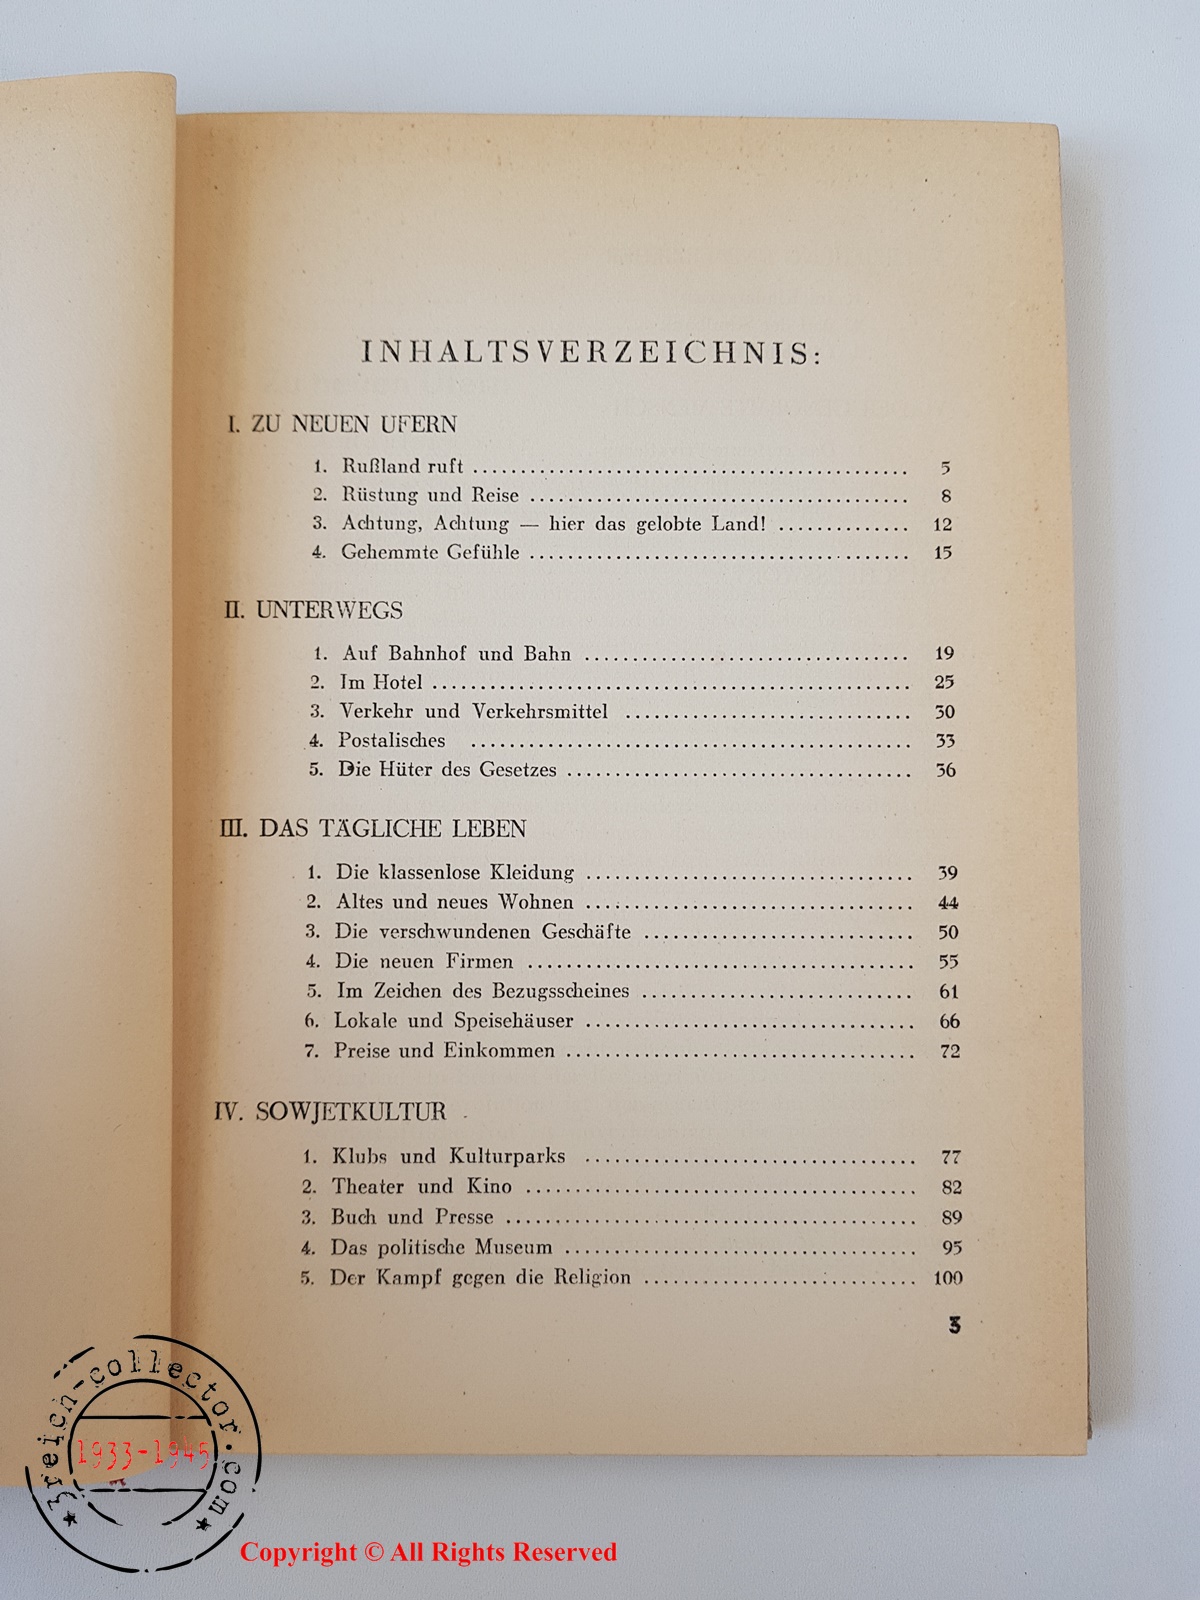 INHALTSVERZEICHNIS:
I. ZU NEUEN UFERN
1. Rußland ruft ............................................. 5
2. Rüstung und Reise ....................................... 8
3. Achtung, Achtung — hier das gelobte Land! .............. 12
4. Gehemmte Gefühle ....................................... 15
II. UNTERWEGS
1. Auf Bahnhof und Bahn .................................. 19
2. Im Hotel ................................................. 25
3. Verkehr und Verkehrsmittel .............................. 30
4. Postalisches ............................................. 33
5. Die Hüter des Gesetzes ................................... 36
III. DAS TÄGLICHE LEBEN
1. Die klassenlose Kleidung .................................. 39
2. Altes und neues Wohnen .................................. 44
3. Die verschwundenen Geschäfte ............................ 50
4. Die neuen Firmen ........................................ 55
5. Im Zeichen des Bezugsscheines ............................ 61
6. Lokale und Speisehäuser .................................. 66
7. Preise und Einkommen .................................... 72
IV. SOWJETKULTUR
1. Klubs und Kulturparks ................................... 77
2. Theater und Kino ........................................ 82
3. Buch und Presse .......................................... 89
4. Das politische Museum .................................... 95
5. Der Kampf gegen die Religion ............................ 100
3
3reich-collector.com
1933-1945
Copyright © All Rights Reserved